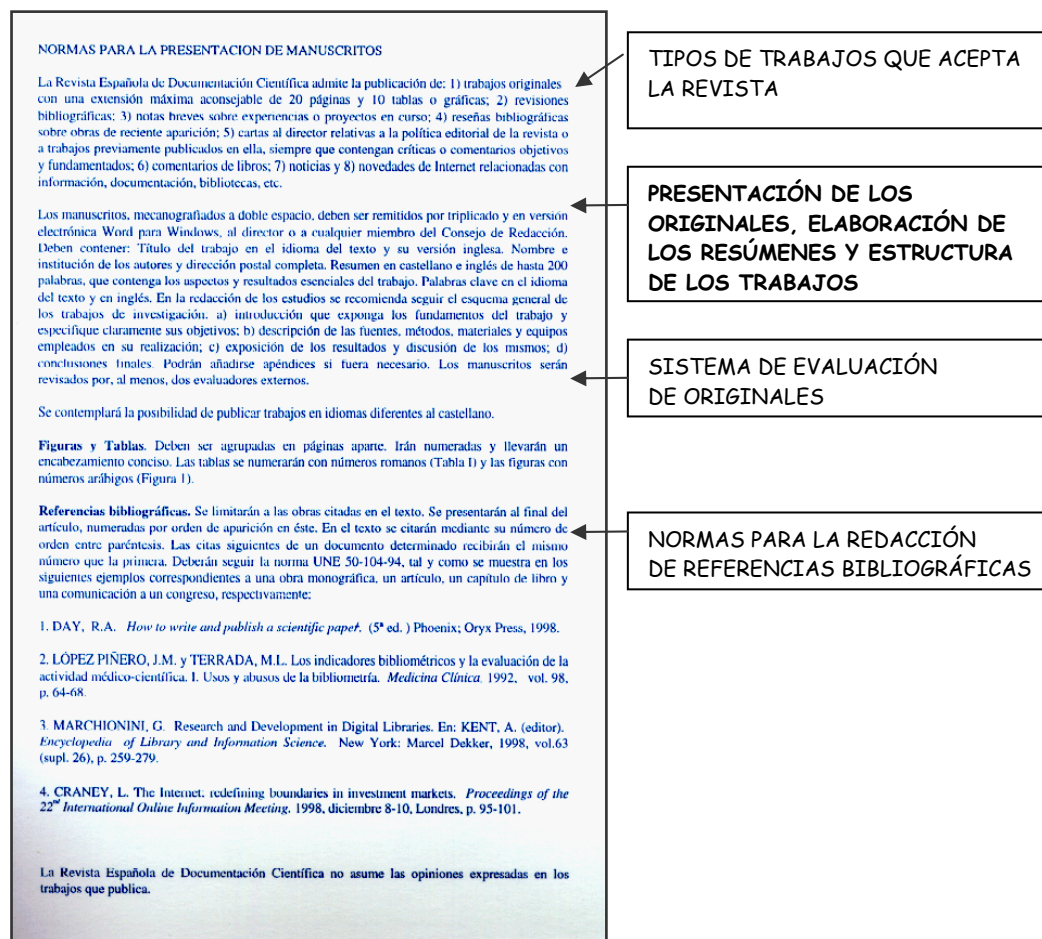 NORMAS PARA LA PRESENTACION DE MANUSCRITOS
La Revista Española de Documentación Científica admite la publicación de: 1) trabajos originales
con una extensión máxima aconsejable de 20 páginas y 10 tablas o gráficas; 2) revisiones
bibliográficas; 3) notas breves sobre experiencias o proyectos en curso; 4) reseñas bibliográficas
sobre obras de reciente aparición; 5) cartas al director relativas a la política editorial de la revista o
a trabajos previamente publicados en ella, siempre que contengan críticas o comentarios objetivos
y fundamentados; 6) comentarios de libros; 7) noticias y 8) novedades de Internet relacionadas con
información, documentación, bibliotecas, etc.
Los manuscritos, mecanografiados a doble espacio, deben ser remitidos por triplicado y en versión
electrónica Word para Windows, al director o a cualquier miembro del Consejo de Redacción.
Deben contener: Título del trabajo en el idioma del texto y su versión inglesa. Nombre e
institución de los autores y dirección postal completa. Resumen en castellano e inglés de hasta 200
palabras, que contenga los aspectos y resultados esenciales del trabajo. Palabras clave en el idioma
del texto y en inglés. En la redacción de los estudios se recomienda seguir el esquema general de
los trabajos de investigación. a) introducción que exponga los fundamentos del trabajo y
especifique claramente sus objetivos; b) descripción de las fuentes, métodos, materiales y equipos
empleados en su realización; c) exposición de los resultados y discusión de los mismos; d)
conclusiones finales. Podrán añadirse apéndices si fuera necesario. Los manuscritos serán
revisados por, al menos, dos evaluadores externos.
Se contemplará la posibilidad de publicar trabajos en idiomas diferentes al castellano.
Figuras y Tablas. Deben ser agrupadas en páginas aparte. Irán numeradas y llevarán un
encabezamiento conciso. Las tablas se numerarán con números romanos (Tabla I) y las figuras con
números arábigos (Figura 1).
Referencias bibliográficas. Se limitarán a las obras citadas en el texto. Se presentarán al final del
artículo, numeradas por orden de aparición en éste. En el texto se citarán mediante su número de
orden entre paréntesis. Las citas siguientes de un documento determinado recibirán el mismo
número que la primera. Deberán seguir la norma UNE 50-104-94, tal y como se muestra en los
siguientes ejemplos correspondientes a una obra monográfica, un artículo, un capítulo de libro y
una comunicación a un congreso, respectivamente:
1. DAY, R.A. How to write and publish a scientific paper. (5ª ed. ) Phoenix; Oryx Press, 1998.
2. LÓPEZ PIÑERO, J.M. y TERRADA, M.L. Los indicadores bibliométricos y la evaluación de la
actividad médico-científica. I. Usos y abusos de la bibliometría. Medicina Clínica. 1992, vol. 98,
p. 64-68.
3. MARCHIONINI, G. Research and Development in Digital Libraries. En: KENT, A. (editor).
Encyclopedia of Library and Information Science. New York: Marcel Dekker, 1998, vol.63
(supl. 26), p. 259-279.
4. CRANEY, L. The Internet: redefining boundaries in investment markets. Proceedings of the
22nd International Online Information Meeting. 1998, diciembre 8-10, Londres, p. 95-101.
La Revista Española de Documentación Científica no asume las opiniones expresadas en los
trabajos que publica.
TIPOS DE TRABAJOS QUE ACEPTA
LA REVISTA
PRESENTACIÓN DE LOS
ORIGINALES, ELABORACIÓN DE
LOS RESÚMENES Y ESTRUCTURA
DE LOS TRABAJOS
SISTEMA DE EVALUACIÓN
DE ORIGINALES
NORMAS PARA LA REDACCIÓN
DE REFERENCIAS BIBLIOGRÁFICAS